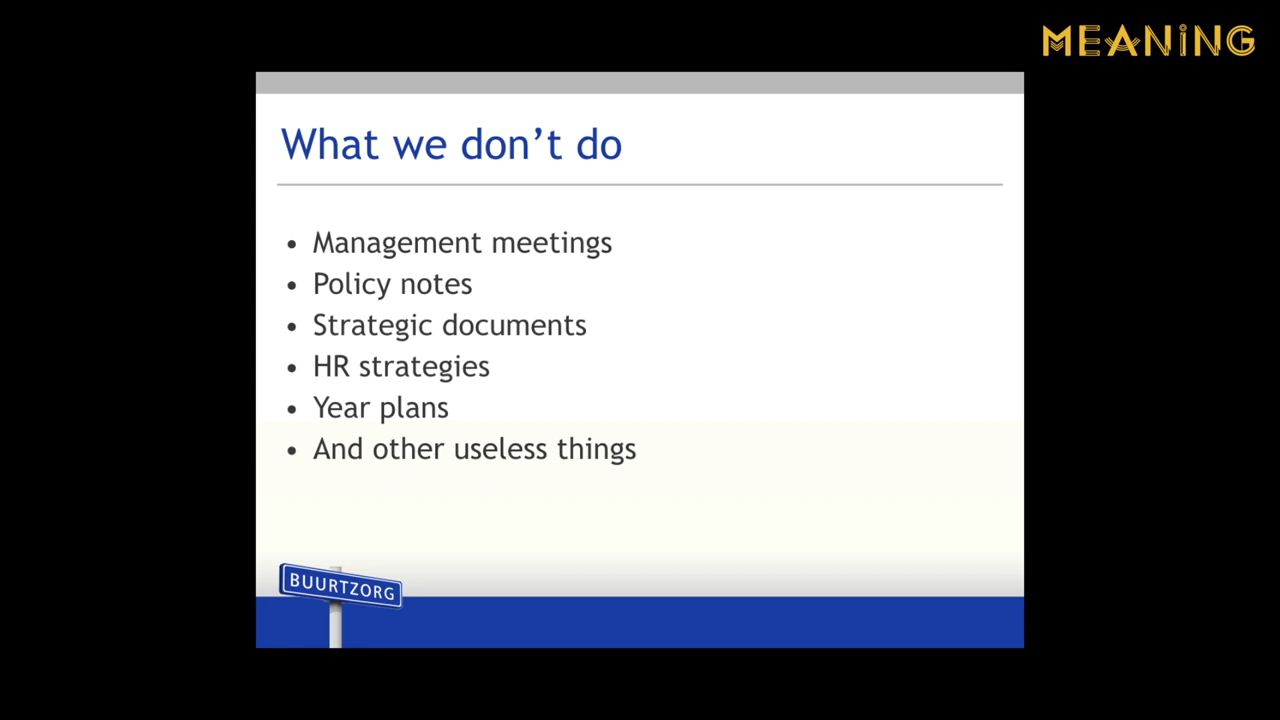 MEANiNG
What we don’t do
• Management meetings
• Policy notes
• Strategic documents
• HR strategies
• Year plans
• And other useless things
BUURTZORG